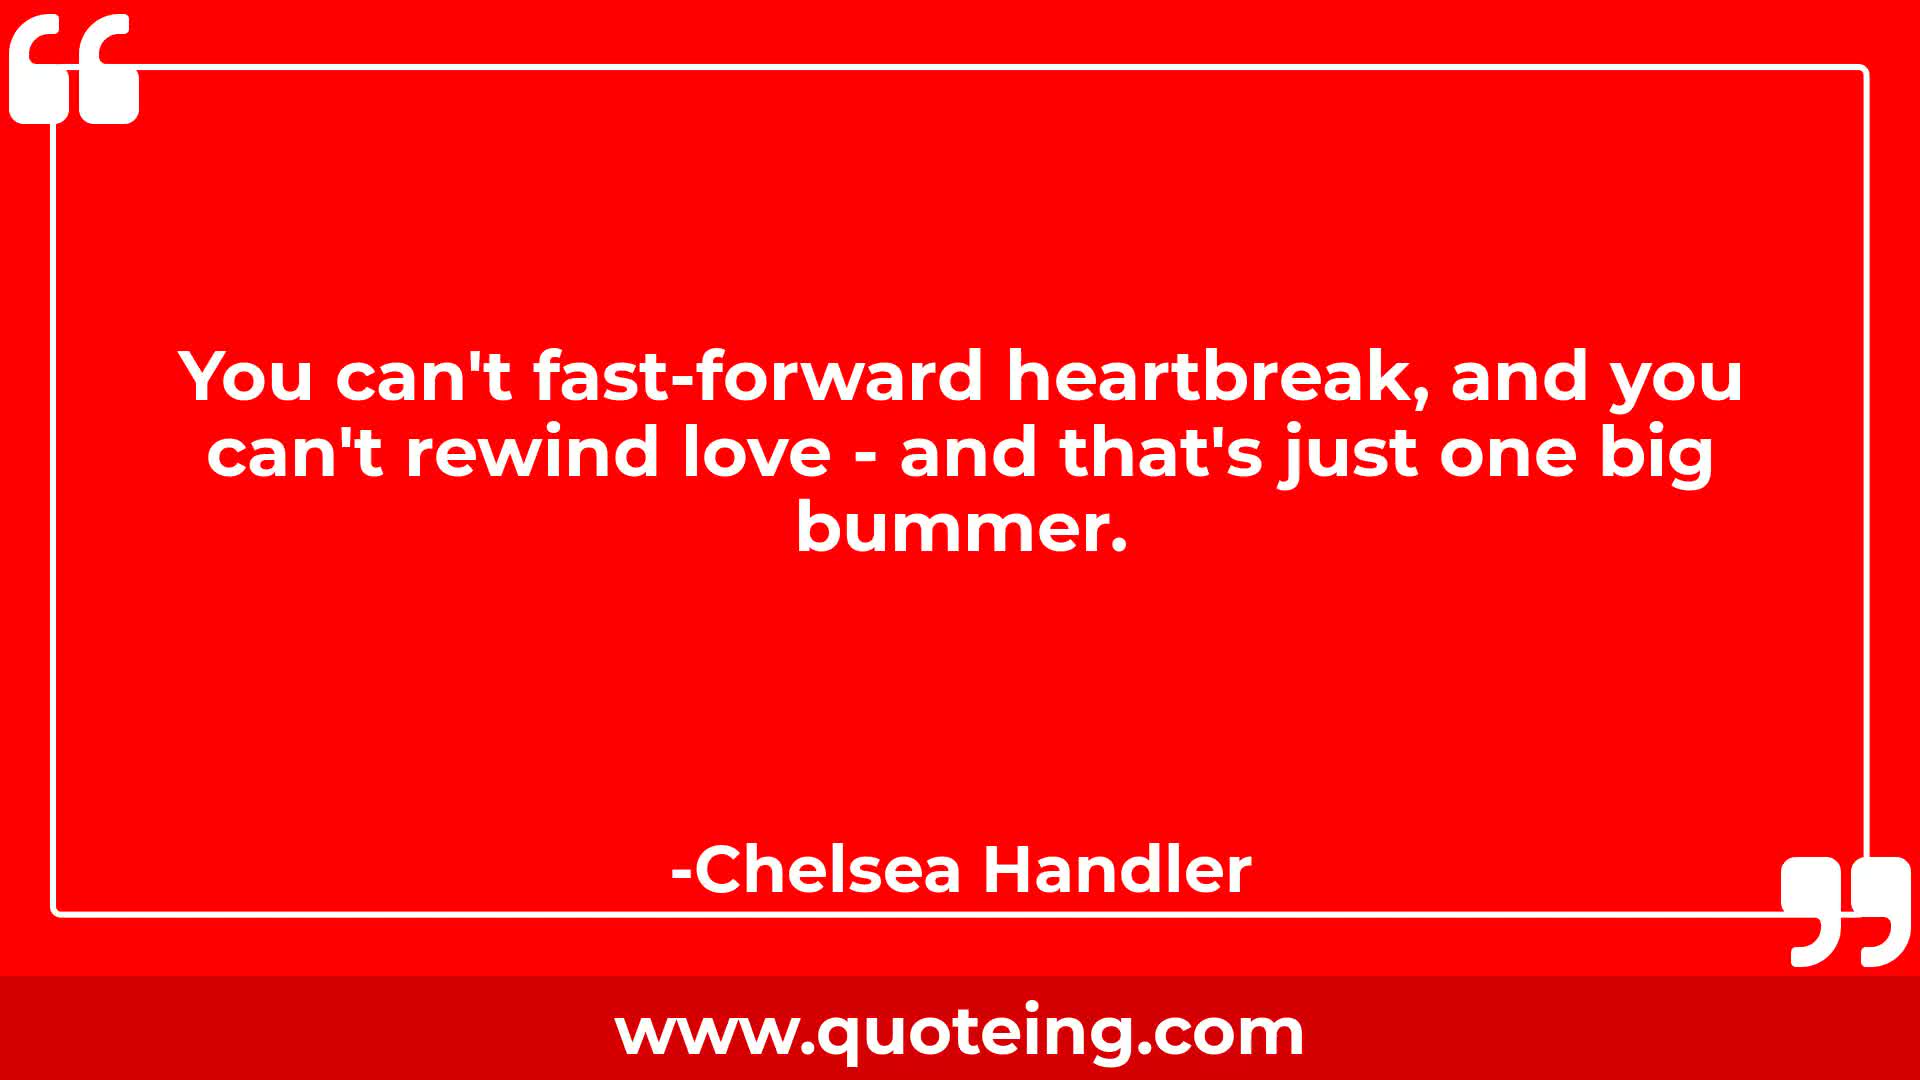 You can't fast-forward heartbreak, and you
can't rewind love - and that's just one big
bummer.
-Chelsea Handler
www.quoteing.com